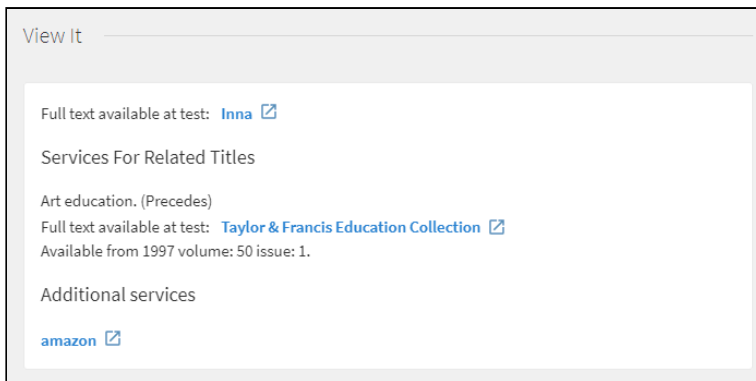 View It
Full text available at test: Inna
Services For Related Titles
Art education. (Precedes)
Full text available at test: Taylor & Francis Education Collection
Available from 1997 volume: 50 issue: 1.
Additional services
amazon